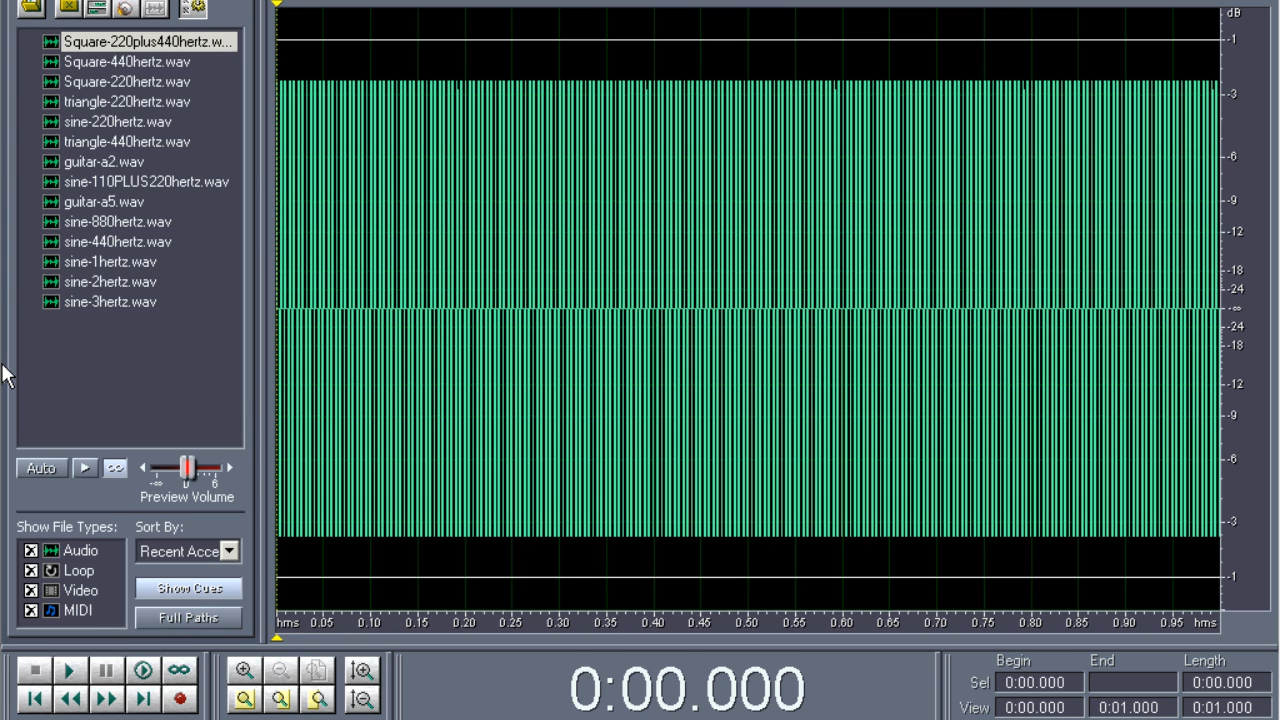 Square-220plus440hertz.w...
Square-440hertz.wav
Square-220hertz.wav
triangle-220hertz.wav
sine-220hertz.wav
triangle-440hertz.wav
guitar-a2.wav
sine-110PLUS220hertz.wav
guitar-a5.wav
sine-880hertz.wav
sine-440hertz.wav
sine-1hertz.wav
sine-2hertz.wav
sine-3hertz.wav
Auto
-∞ 0 6
Preview Volume
Show File Types: Sort By:
Audio
Loop
Video
MIDI
Recent Acce
Show Cues
Full Paths
dB
-1
-3
-6
-9
-12
-18
-24
-∞
-24
-18
-12
-9
-6
-3
-1
hms 0.05 0.10 0.15 0.20 0.25 0.30 0.35 0.40 0.45 0.50 0.55 0.60 0.65 0.70 0.75 0.80 0.85 0.90 0.95 hms
0:00.000
Begin End Length
Sel 0:00.000 0:00.000
View 0:00.000 0:01.000 0:01.000